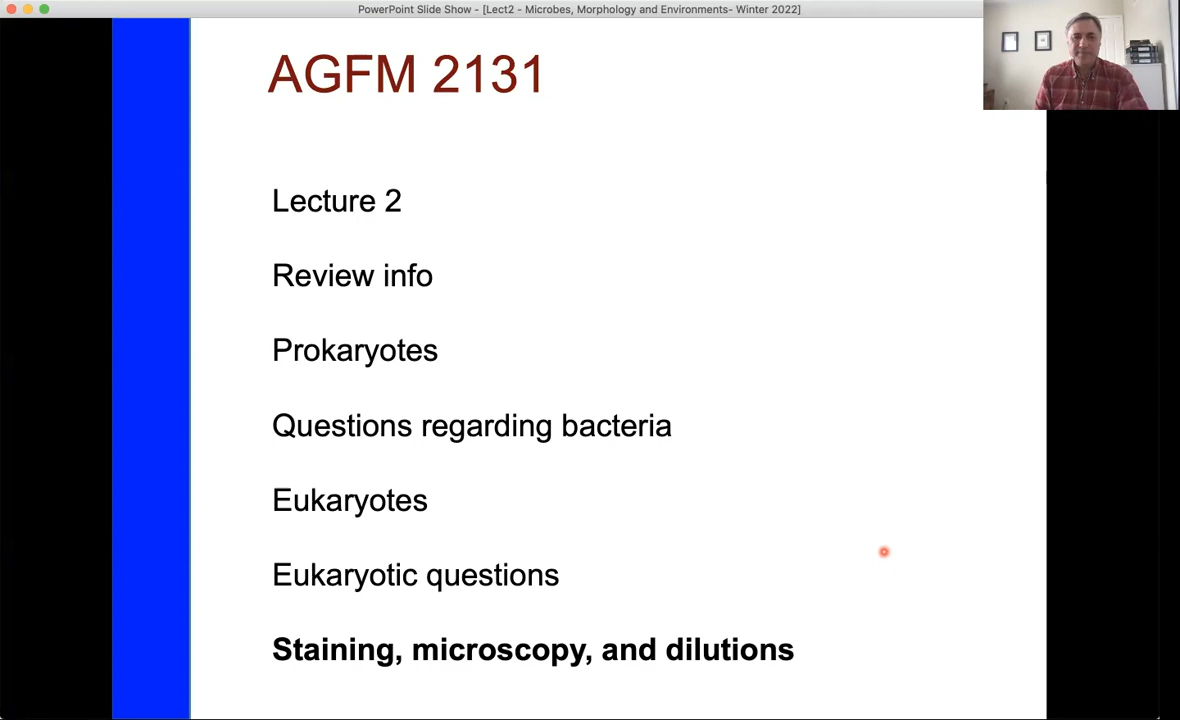 PowerPoint Slide Show - [Lect2 - Microbes, Morphology and Environments- Winter 2022]
AGFM 2131
Lecture 2
Review info
Prokaryotes
Questions regarding bacteria
Eukaryotes
Eukaryotic questions
Staining, microscopy, and dilutions